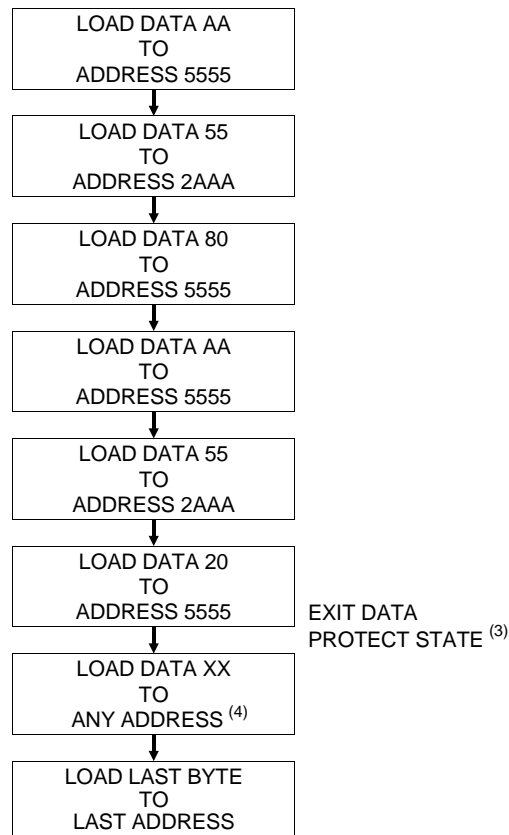 LOAD DATA AA
TO
ADDRESS 5555
LOAD DATA 55
TO
ADDRESS 2AAA
LOAD DATA 80
TO
ADDRESS 5555
LOAD DATA AA
TO
ADDRESS 5555
LOAD DATA 55
TO
ADDRESS 2AAA
LOAD DATA 20
TO
ADDRESS 5555
EXIT DATA
PROTECT STATE (3)
LOAD DATA XX
TO
ANY ADDRESS (4)
LOAD LAST BYTE
TO
LAST ADDRESS